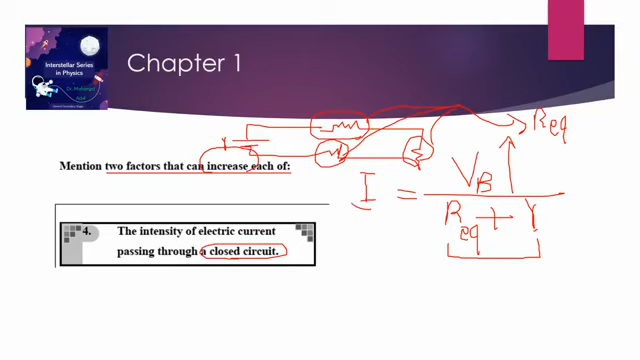 Interstellar Series
in Physics
Chapter 1
Req
Mention two factors that can increase each of:
I = VB
Req + r
4. The intensity of electric current
passing through a closed circuit.